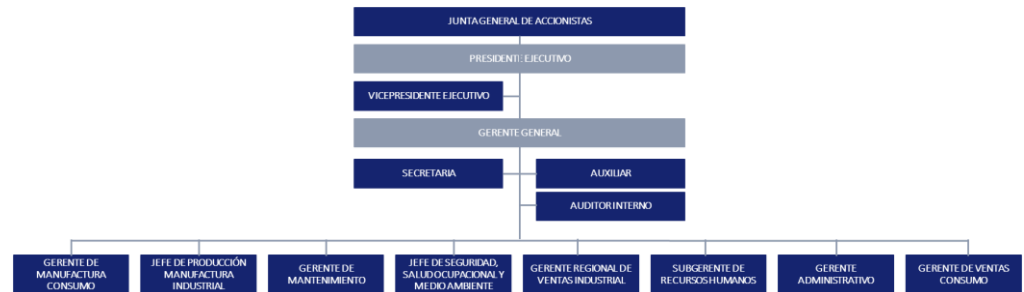 JUNTA GENERAL DE ACCIONISTAS
PRESIDENTE EJECUTIVO
VICEPRESIDENTE EJECUTIVO
GERENTE GENERAL
SECRETARIA
AUXILIAR
AUDITOR INTERNO
GERENTE DE
MANUFACTURA
CONSUMO
JEFE DE PRODUCCIÓN
MANUFACTURA
INDUSTRIAL
GERENTE DE
MANTENIMIENTO
JEFE DE SEGURIDAD,
SALUD OCUPACIONAL Y
MEDIO AMBIENTE
GERENTE REGIONAL DE
VENTAS INDUSTRIAL
SUBGERENTE DE
RECURSOS HUMANOS
GERENTE
ADMINISTRATIVO
GERENTE DE VENTAS
CONSUMO